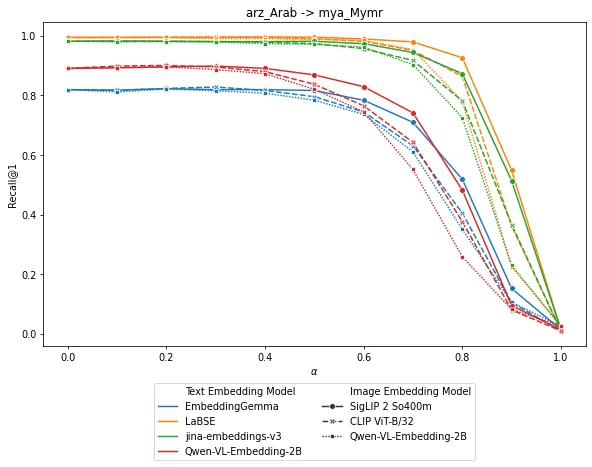 arz_Arab -> mya_Mymr
Recall@1
1.0
0.8
0.6
0.4
0.2
0.0
0.0 0.2 0.4 0.6 0.8 1.0
α
Text Embedding Model
EmbeddingGemma
LaBSE
jina-embeddings-v3
Qwen-VL-Embedding-2B
Image Embedding Model
SigLIP 2 So400m
CLIP ViT-B/32
Qwen-VL-Embedding-2B